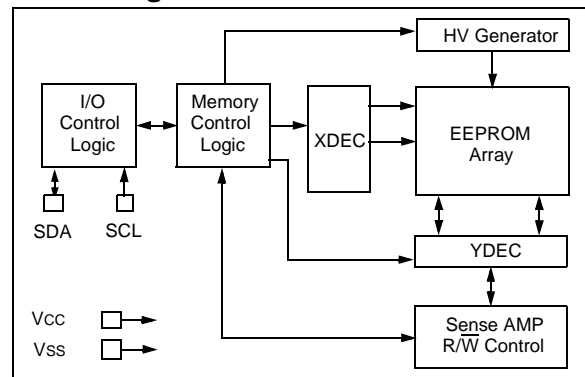 HV Generator
I/O
Control
Logic
Memory
Control
Logic
XDEC
EEPROM
Array
SDA
SCL
YDEC
VCC
VSS
Sense AMP
R/W̅ Control